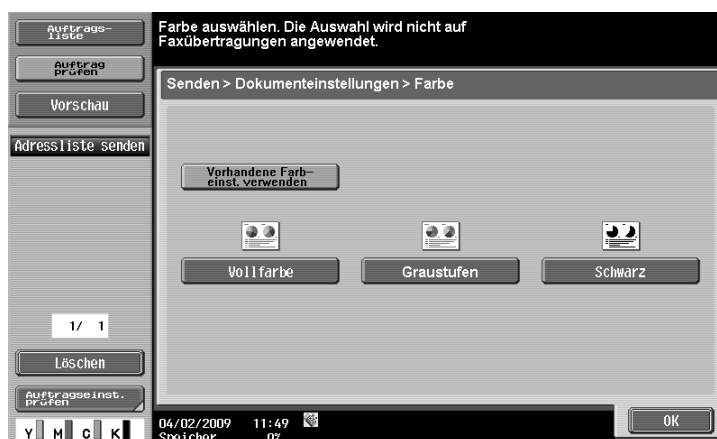 Auftrags-
liste
Auftrag
prüfen
Vorschau
Adressliste senden
1/ 1
Löschen
Auftragseinst.
prüfen
Y M C K
Farbe auswählen. Die Auswahl wird nicht auf
Faxübertragungen angewendet.
Senden > Dokumenteinstellungen > Farbe
Vorhandene Farb-
einst. verwenden
Vollfarbe
Graustufen
Schwarz
04/02/2009 11:49
Speicher 0%
OK